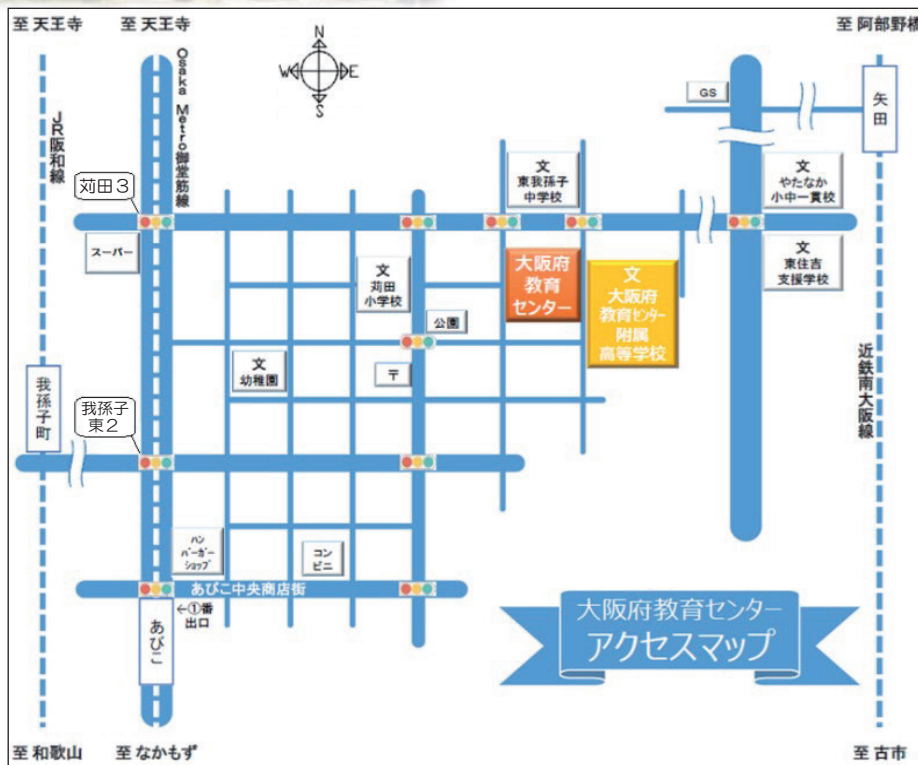 至 天王寺
至 天王寺
至 阿部野橋
N
W
E
S
Osaka Metro御堂筋線
JR阪和線
GS
矢田
苅田3
文
東我孫子
中学校
文
やたなか
小中一貫校
スーパー
文
苅田
小学校
大阪府
教育
センター
文
大阪府
教育センター
附属
高等学校
文
東住吉
支援学校
公園
文
幼稚園
〒
我孫子町
我孫子
東2
近鉄南大阪線
ハン
バーガー
ショップ
コン
ビニ
あびこ中央商店街
←①番
出口
あびこ
大阪府教育センター
アクセスマップ
至 和歌山
至 なかもず
至 古市